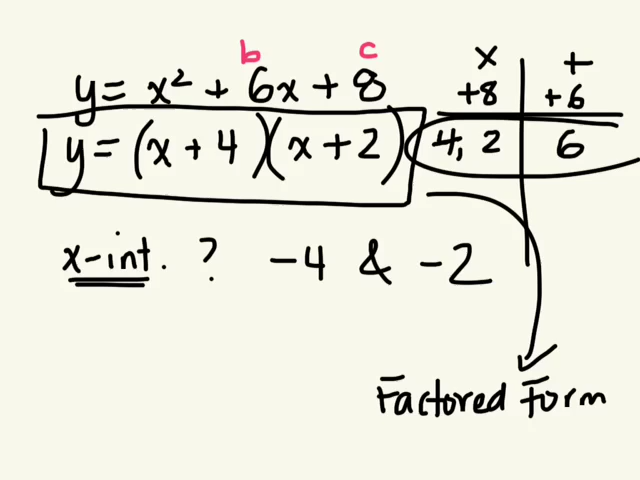 b c
y = x² + 6x + 8
y = (x + 4)(x + 2)
x-int. ? -4 & -2
x +
+8 +6
4, 2 6
Factored Form